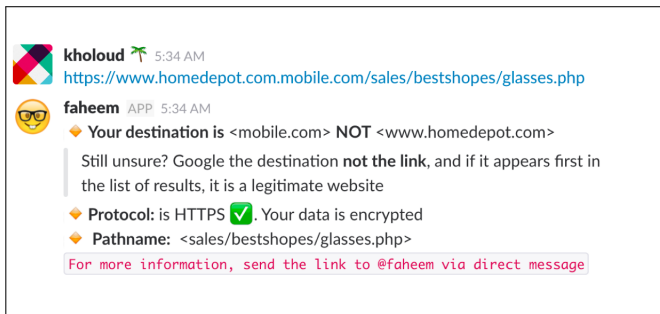 kholoud 🌴 5:34 AM
https://www.homedepot.com.mobile.com/sales/bestshopes/glasses.php
faheem APP 5:34 AM
🔸 Your destination is <mobile.com> NOT <www.homedepot.com>
Still unsure? Google the destination not the link, and if it appears first in
the list of results, it is a legitimate website
🔸 Protocol: is HTTPS ✅. Your data is encrypted
🔸 Pathname: <sales/bestshopes/glasses.php>
For more information, send the link to @faheem via direct message